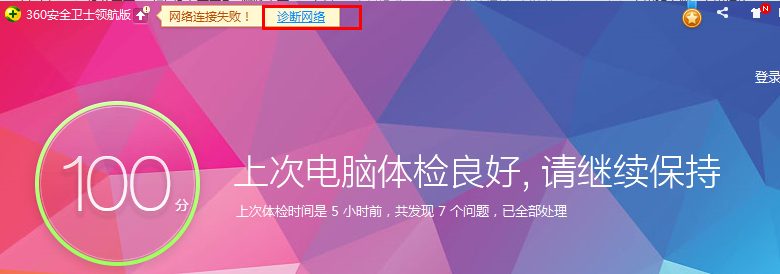 360安全卫士领航版 网络连接失败！ 诊断网络
N
登录
100分
上次电脑体检良好, 请继续保持
上次体检时间是 5 小时前，共发现 7 个问题，已全部处理